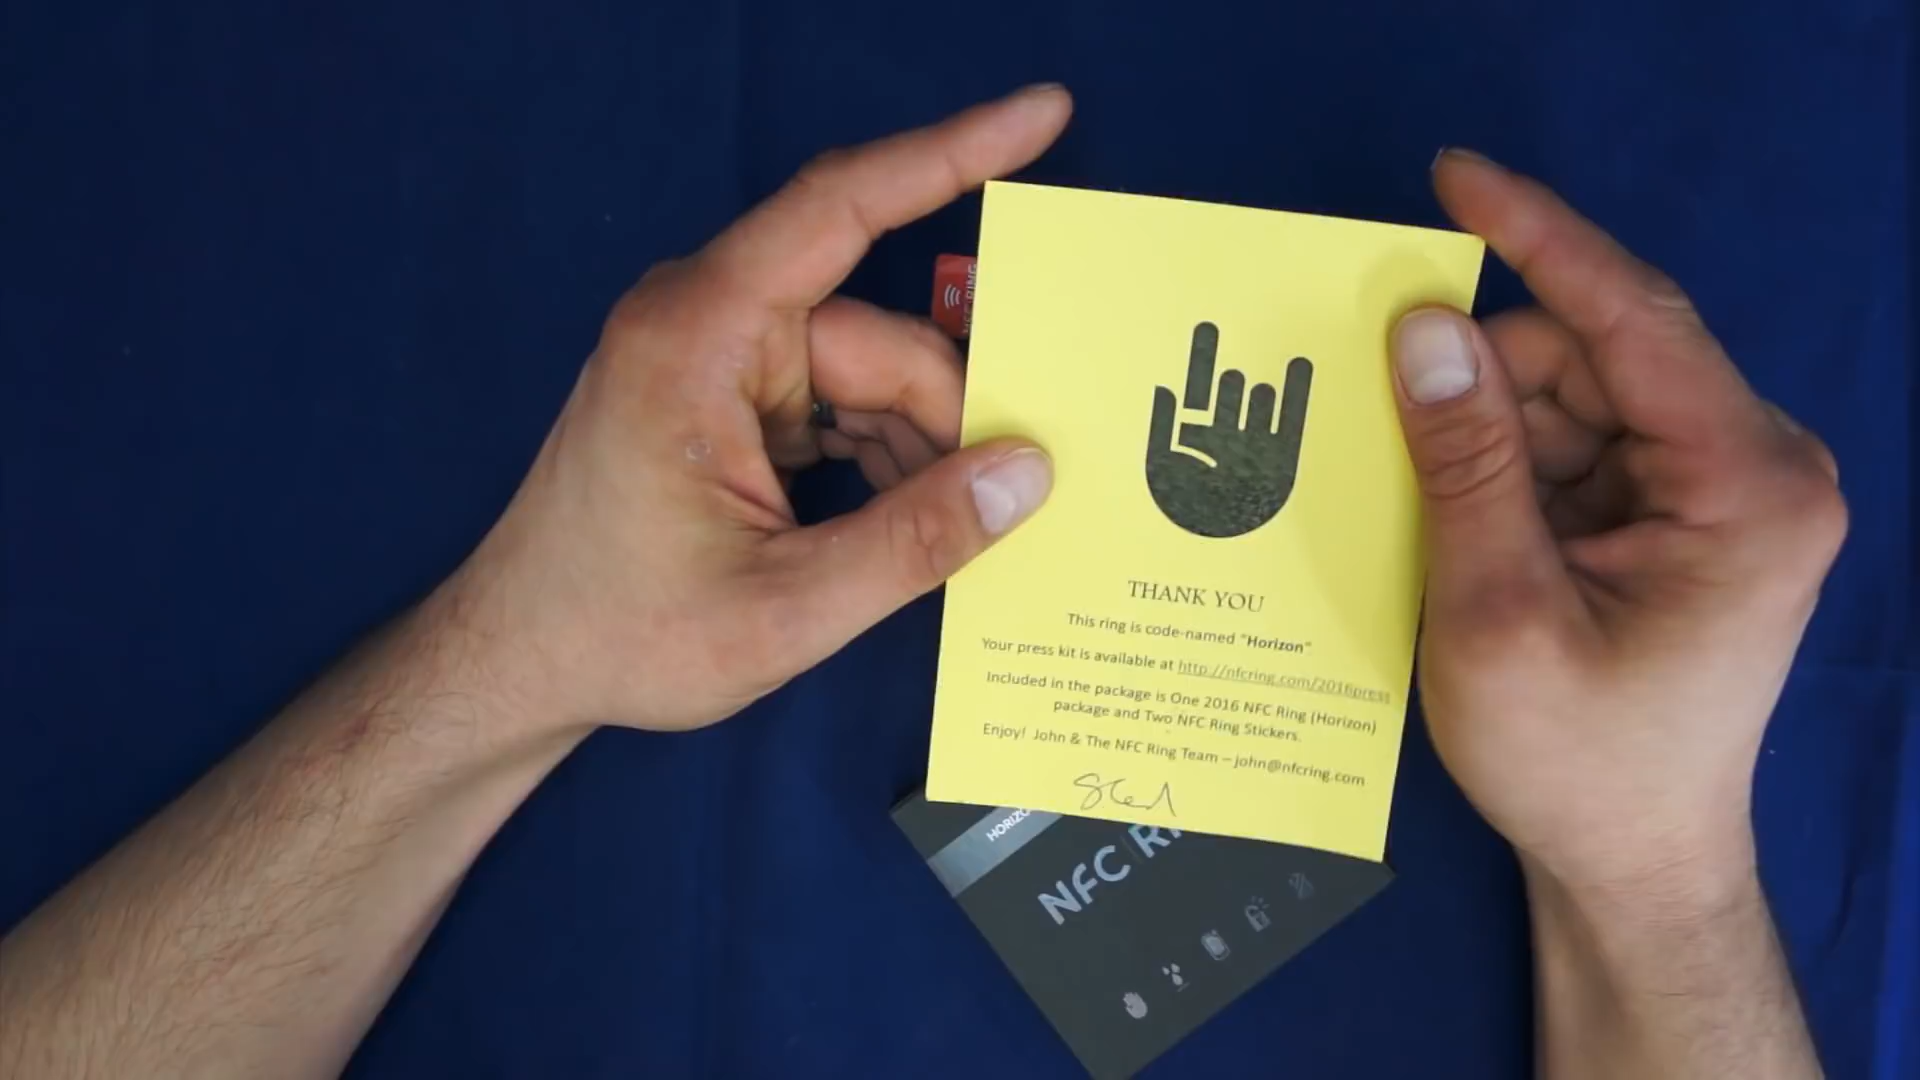 NFC RING
THANK YOU
This ring is code-named "Horizon"
Your press kit is available at http://nfcring.com/2016press
Included in the package is One 2016 NFC Ring (Horizon)
package and Two NFC Ring Stickers.
Enjoy! John & The NFC Ring Team – john@nfcring.com
NFC